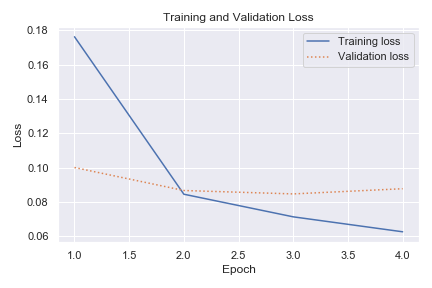 Training and Validation Loss
0.18
0.16
0.14
0.12
0.10
0.08
0.06
Loss
Training loss
Validation loss
1.0 1.5 2.0 2.5 3.0 3.5 4.0
Epoch